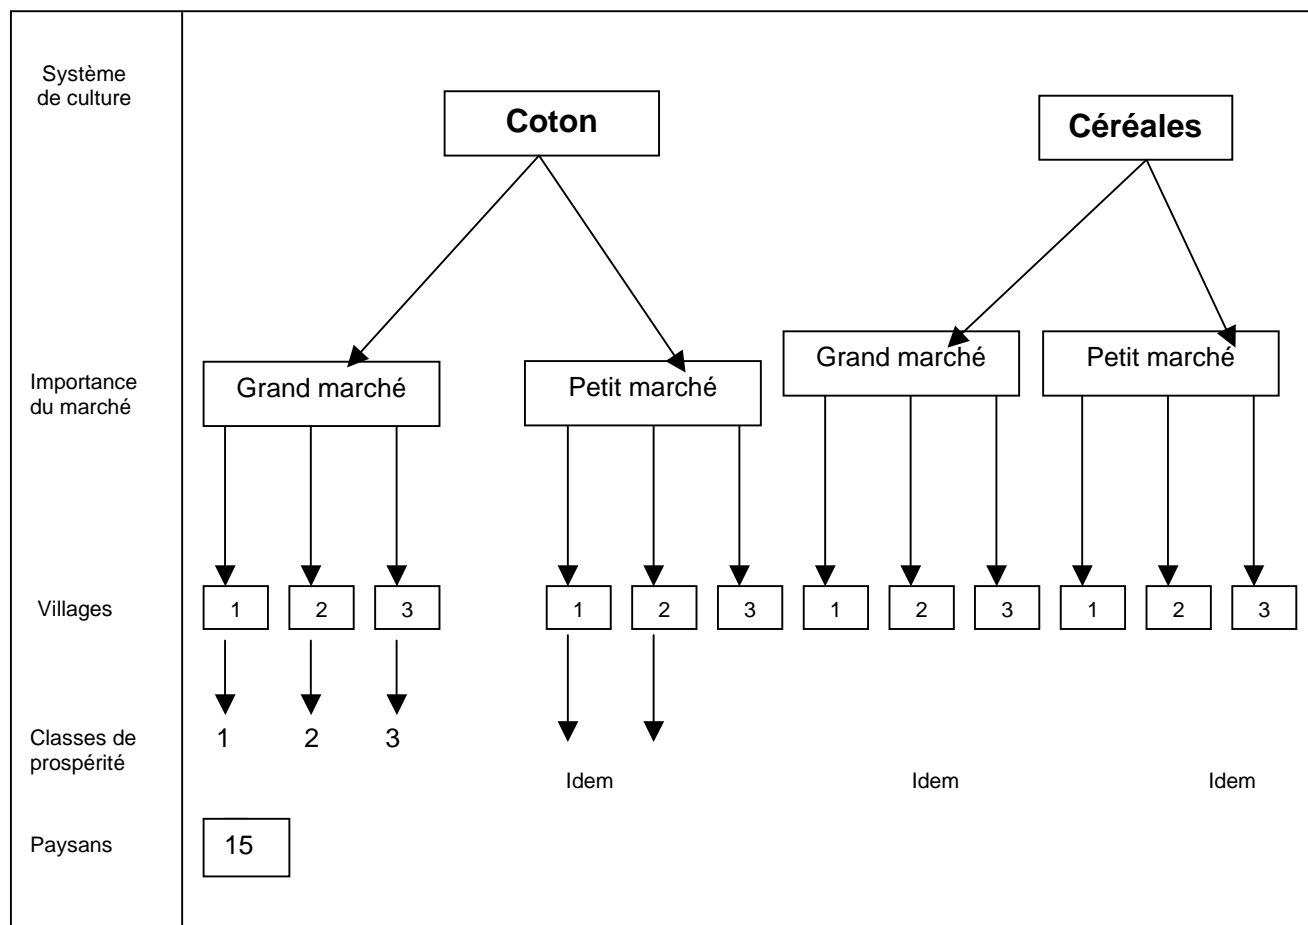 Système
de culture
Coton
Céréales
Importance
du marché
Grand marché
Petit marché
Grand marché
Petit marché
Villages
1 2 3 1 2 3 1 2 3 1 2 3
Classes de
prospérité
1 2 3
Idem Idem Idem
Paysans
15